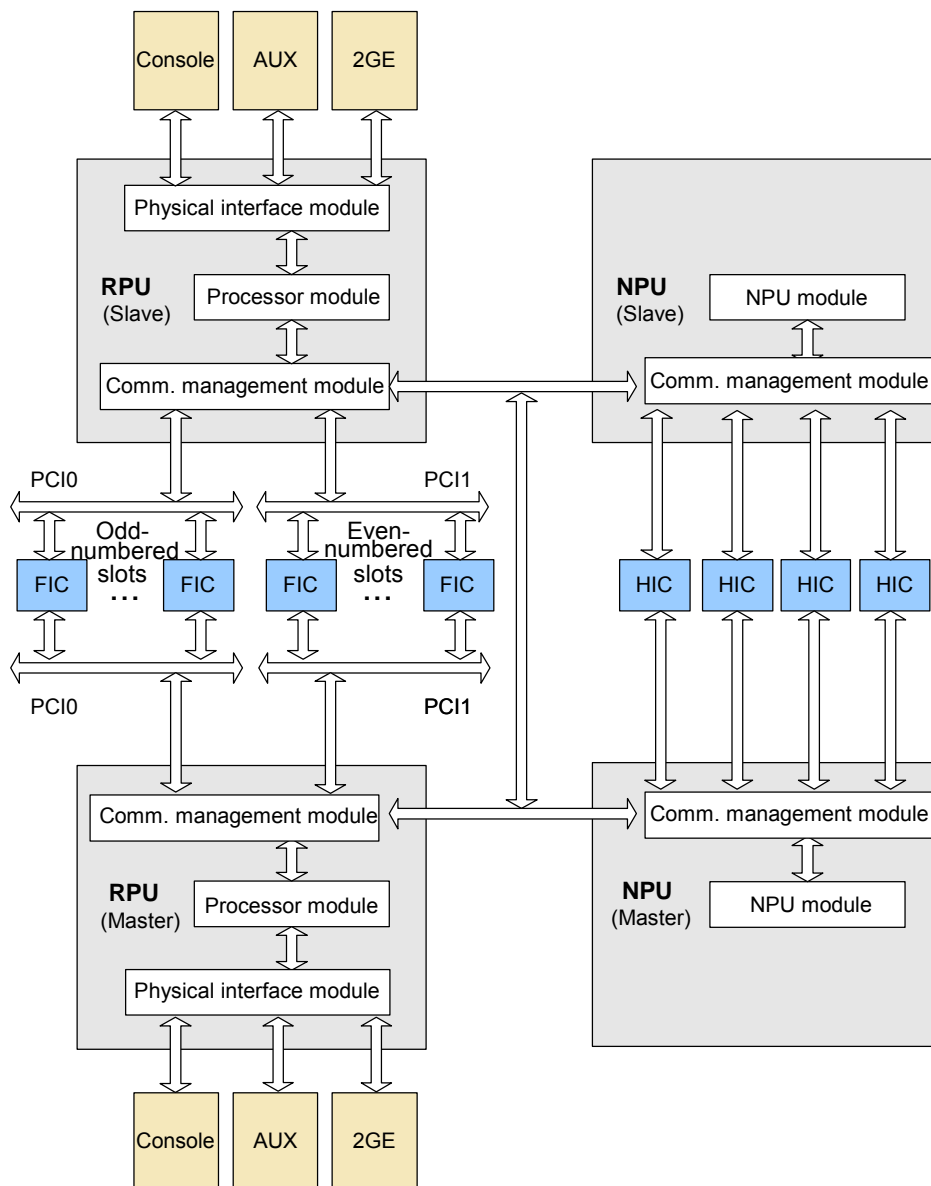 Console AUX 2GE
Physical interface module
RPU
(Slave)
Processor module
Comm. management module
NPU
(Slave)
NPU module
Comm. management module
PCI0
PCI1
Odd-
numbered
slots
...
Even-
numbered
slots
...
FIC FIC FIC FIC
HIC HIC HIC HIC
PCI0
PCI1
Comm. management module
RPU
(Master)
Processor module
Physical interface module
Comm. management module
NPU
(Master)
NPU module
Console AUX 2GE